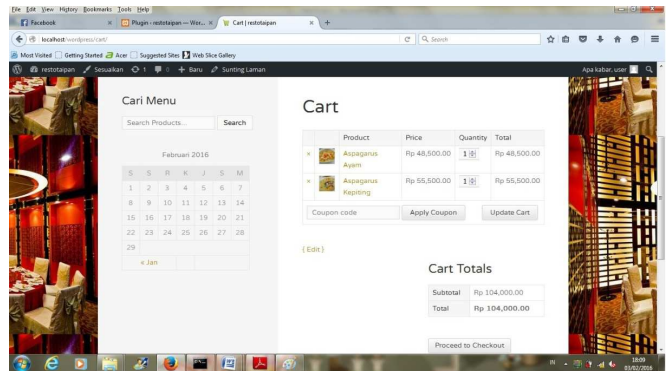 File Edit View History Bookmarks Tools Help
Facebook
Plugin - restotaipan — Wor...
Cart | restotaipan
localhost/wordpress/cart/
Search
Most Visited Getting Started Acer Suggested Sites Web Slice Gallery
restotaipan Sesuaikan 1 0 + Baru Sunting Laman
Apa kabar, user
Cari Menu
Search Products...
Search
Februari 2016
S S R K J S M
1 2 3 4 5 6 7
8 9 10 11 12 13 14
15 16 17 18 19 20 21
22 23 24 25 26 27 28
29
« Jan
Cart
Product Price Quantity Total
× Aspagarus Rp 48,500.00 1 Rp 48,500.00
Ayam
× Aspagarus Rp 55,500.00 1 Rp 55,500.00
Kepiting
Coupon code Apply Coupon Update Cart
( Edit )
Cart Totals
Subtotal Rp 104,000.00
Total Rp 104,000.00
Proceed to Checkout
IN
18:09
03/02/2016